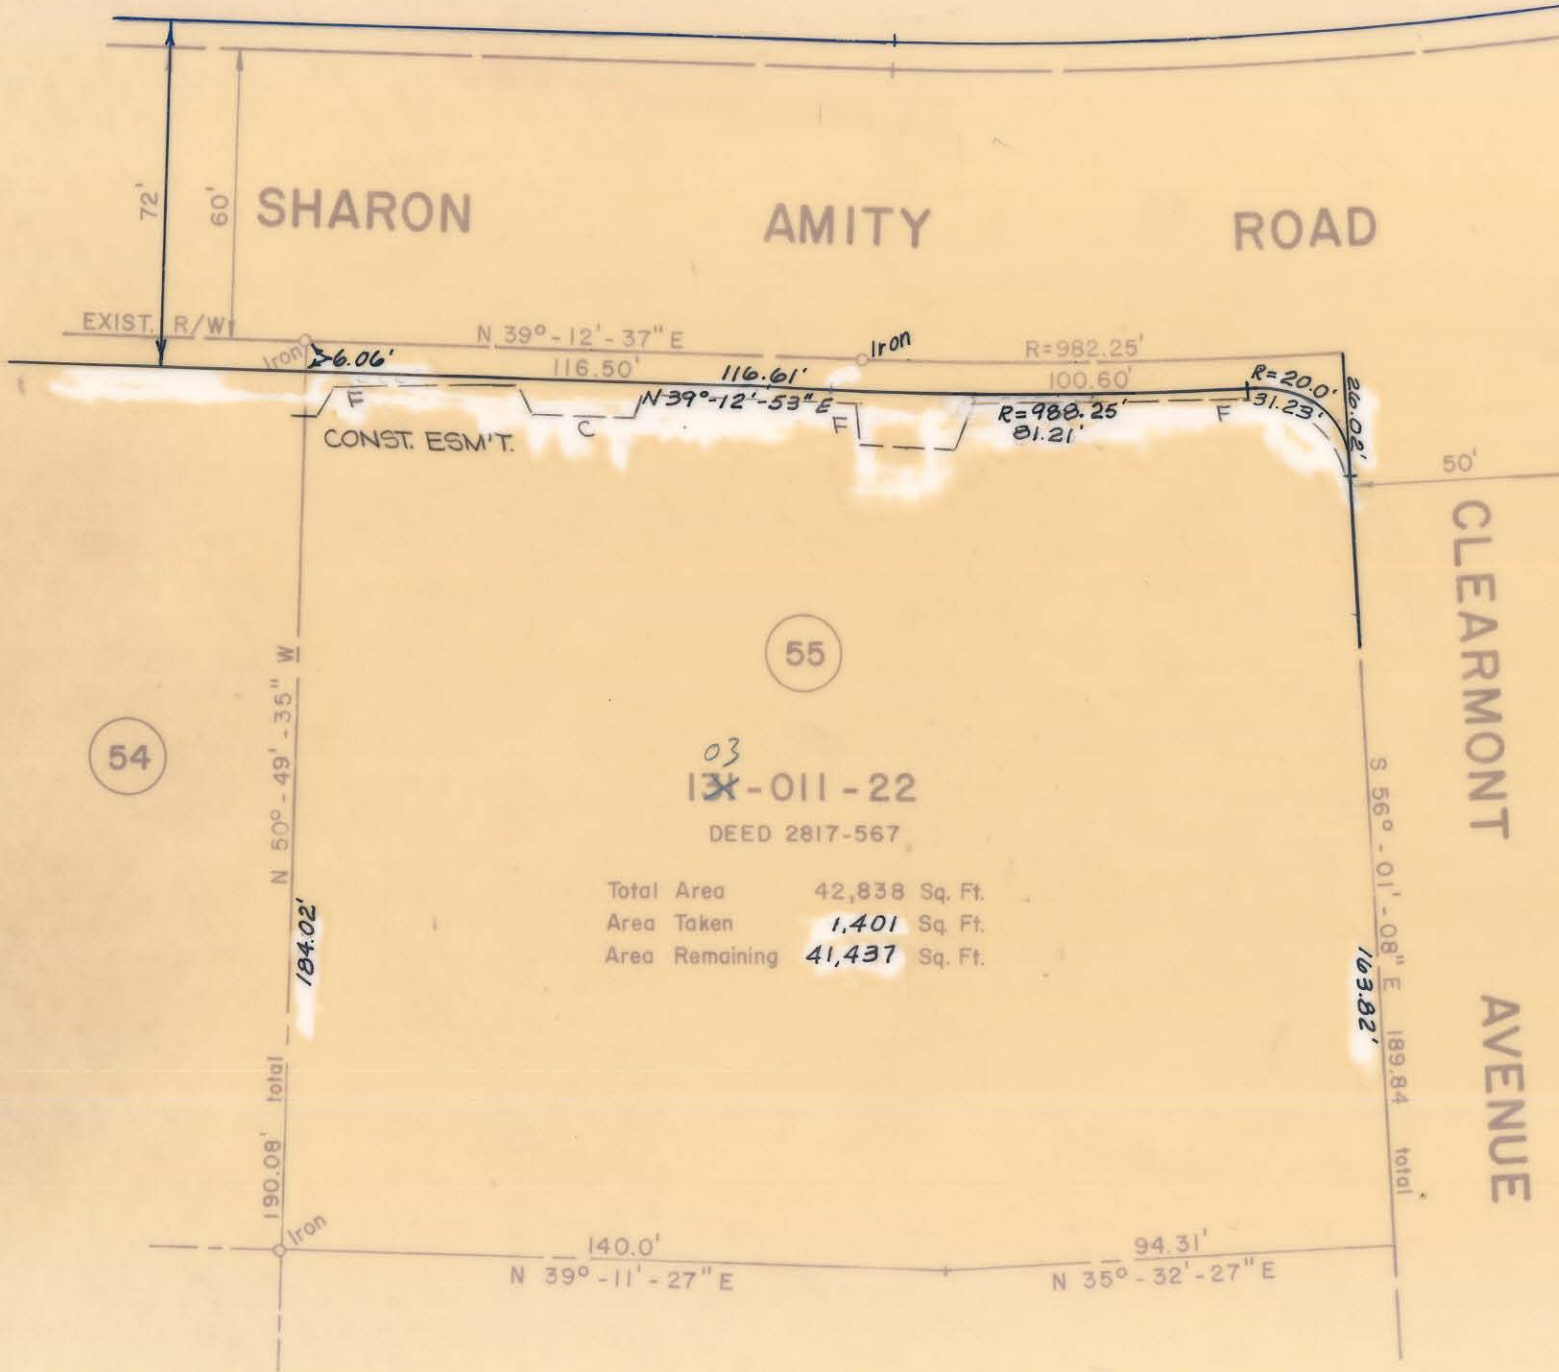 72'
60'
SHARON AMITY ROAD
EXIST. R/W
N 39°-12'-37" E
116.50'
Iron
6.06'
Iron
R=982.25'
100.60'
116.61'
N 39°-12'-53" E
R=988.25'
81.21'
R=20.0'
31.23'
26.02'
F
C
F
F
CONST. ESM'T.
50'
CLEARMONT AVENUE
55
54
N 50°-49'-35" W
184.02'
190.08' total
03
131-011-22
DEED 2817-567
Total Area 42,838 Sq. Ft.
Area Taken 1,401 Sq. Ft.
Area Remaining 41,437 Sq. Ft.
S 56°-01'-08" E 189.84 total
163.82'
Iron
140.0'
N 39°-11'-27" E
94.31'
N 35°-32'-27" E